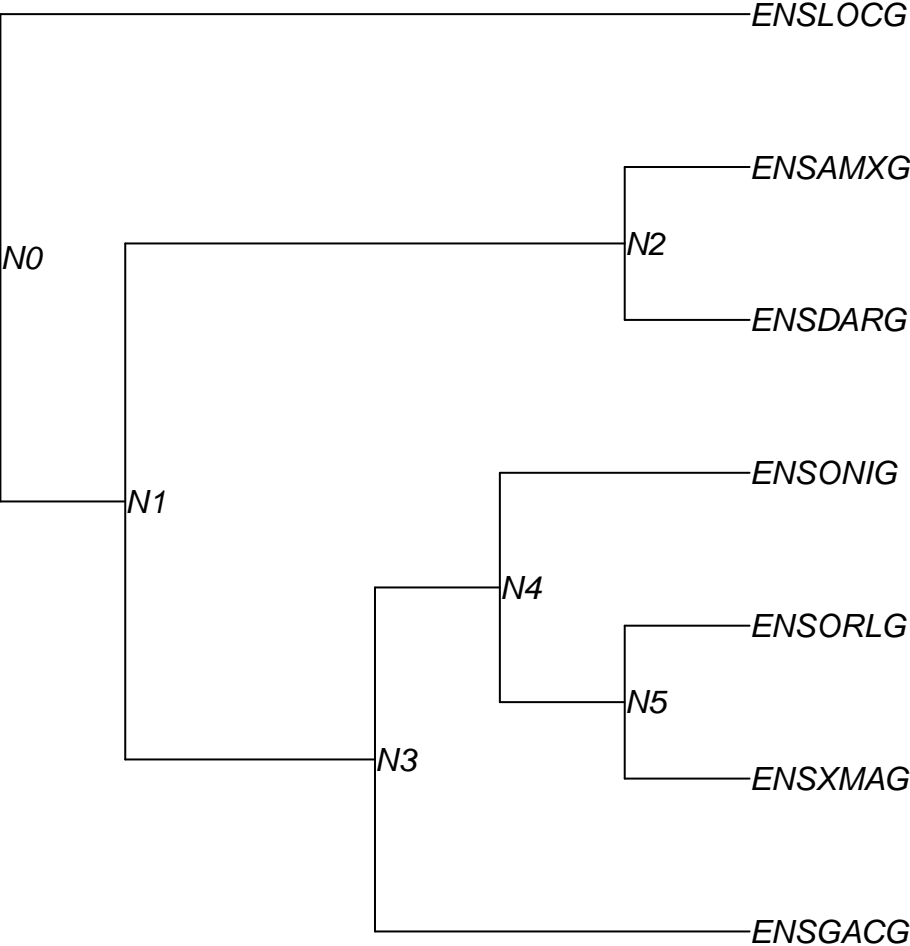 ENSLOCG
ENSAMXG
N2
N0
ENSDARG
ENSONIG
N1
N4
ENSORLG
N5
N3
ENSXMAG
ENSGACG